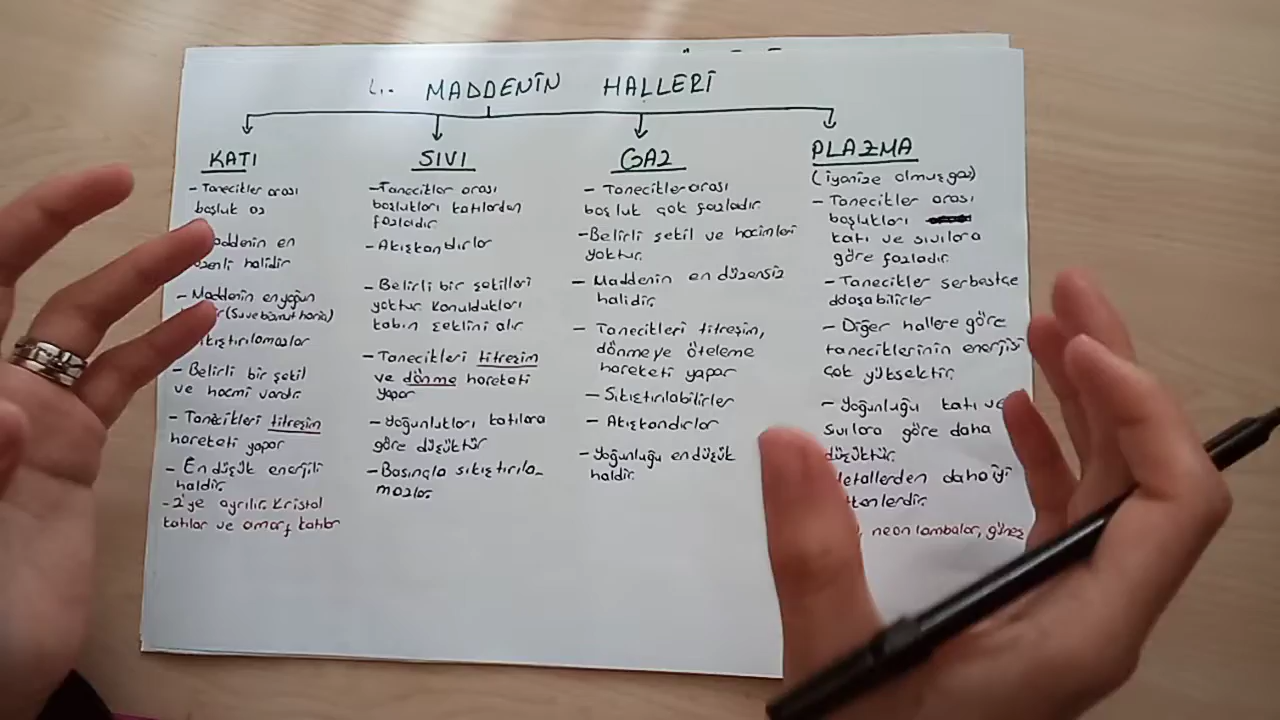 MADDENİN HALLERİ
KATI
- Tanecikler arası
boşluk az
Maddenin en
halidir
- Maddenin en yoğun
(Su ve bizmut hariç)
- Belirli bir şekil
ve hacmi vardır.
- Tanecikleri titreşim
hareketi yapar
- En düşük enerjili
haldir.
- 2'ye ayrılır. Kristal
katılar ve amorf katılar
SIVI
- Tanecikler arası
boşlukları katılardan
fazladır.
- Akışkandırlar
- Belirli bir şekilleri
yoktur. Konuldukları
kabın şeklini alır.
- Tanecikleri titreşim
ve dönme hareketi
yapar
- Yoğunlukları katılara
göre düşüktür
- Basınçla sıkıştırıla-
mazlar.
GAZ
- Tanecikler arası
boşluk çok fazladır.
- Belirli şekil ve hacimleri
yoktur.
- Maddenin en düzensiz
halidir.
- Tanecikleri titreşim,
dönme ve öteleme
hareketi yapar
- Sıkıştırılabilirler
- Akışkandırlar
- Yoğunluğu en düşük
haldir.
PLAZMA
(iyonize olmuş gaz)
- Tanecikler arası
boşlukları
katı ve sıvılara
göre fazladır.
- Tanecikler serbestçe
dolaşabilirler
- Diğer hallere göre
taneciklerinin enerjisi
çok yüksektir.
- Yoğunluğu katı ve
sıvılara göre daha
düşüktür.
daha iyi
neon lambalar, güneş